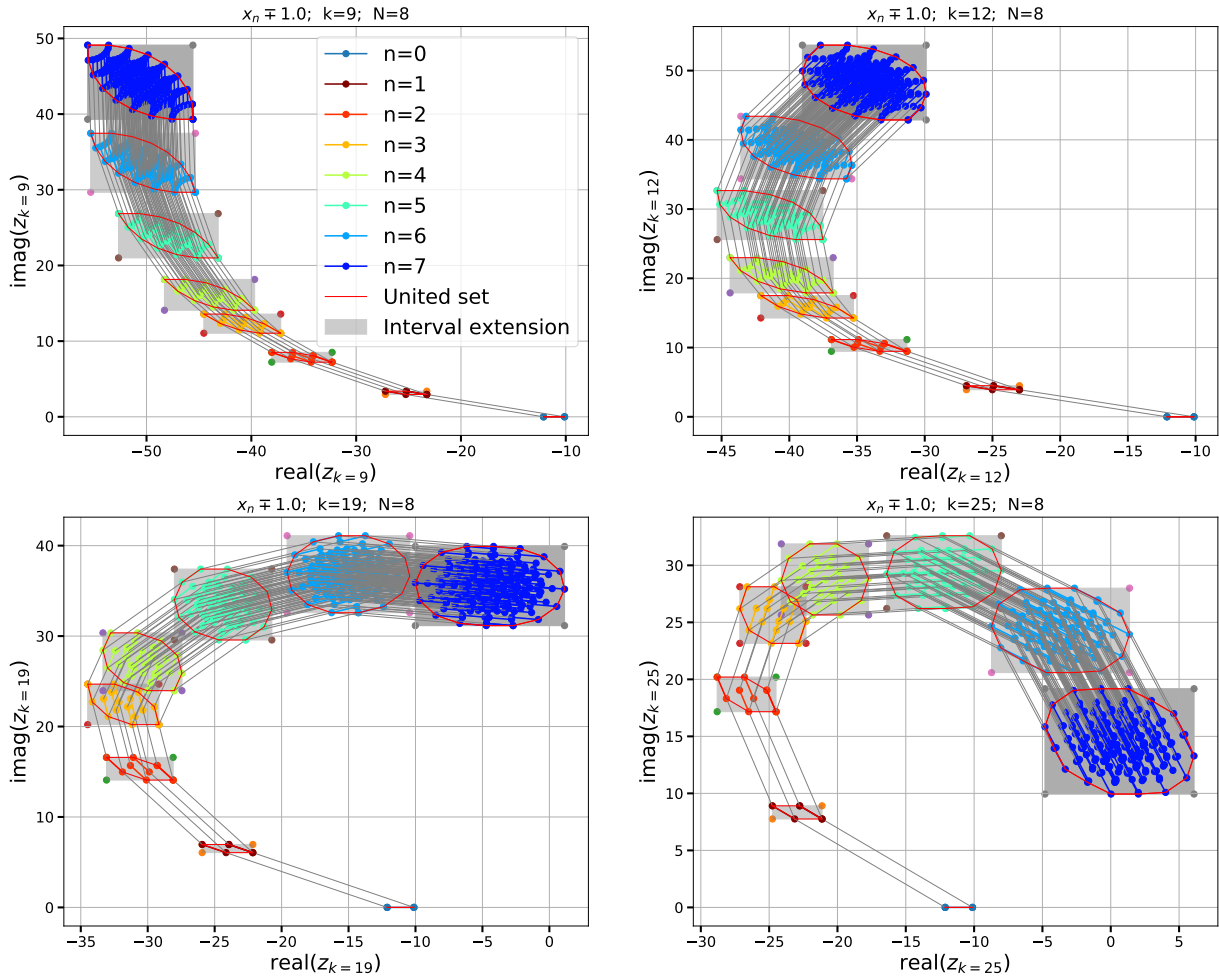 x_n ∓ 1.0; k=9; N=8
50
40
30
20
10
0
imag(z_{k=9})
−50
−40
−30
−20
−10
real(z_{k=9})
n=0
n=1
n=2
n=3
n=4
n=5
n=6
n=7
United set
Interval extension
x_n ∓ 1.0; k=12; N=8
50
40
30
20
10
0
imag(z_{k=12})
−45
−40
−35
−30
−25
−20
−15
−10
real(z_{k=12})
x_n ∓ 1.0; k=19; N=8
40
30
20
10
0
imag(z_{k=19})
−35
−30
−25
−20
−15
−10
−5
0
real(z_{k=19})
x_n ∓ 1.0; k=25; N=8
30
25
20
15
10
5
0
imag(z_{k=25})
−30
−25
−20
−15
−10
−5
0
5
real(z_{k=25})